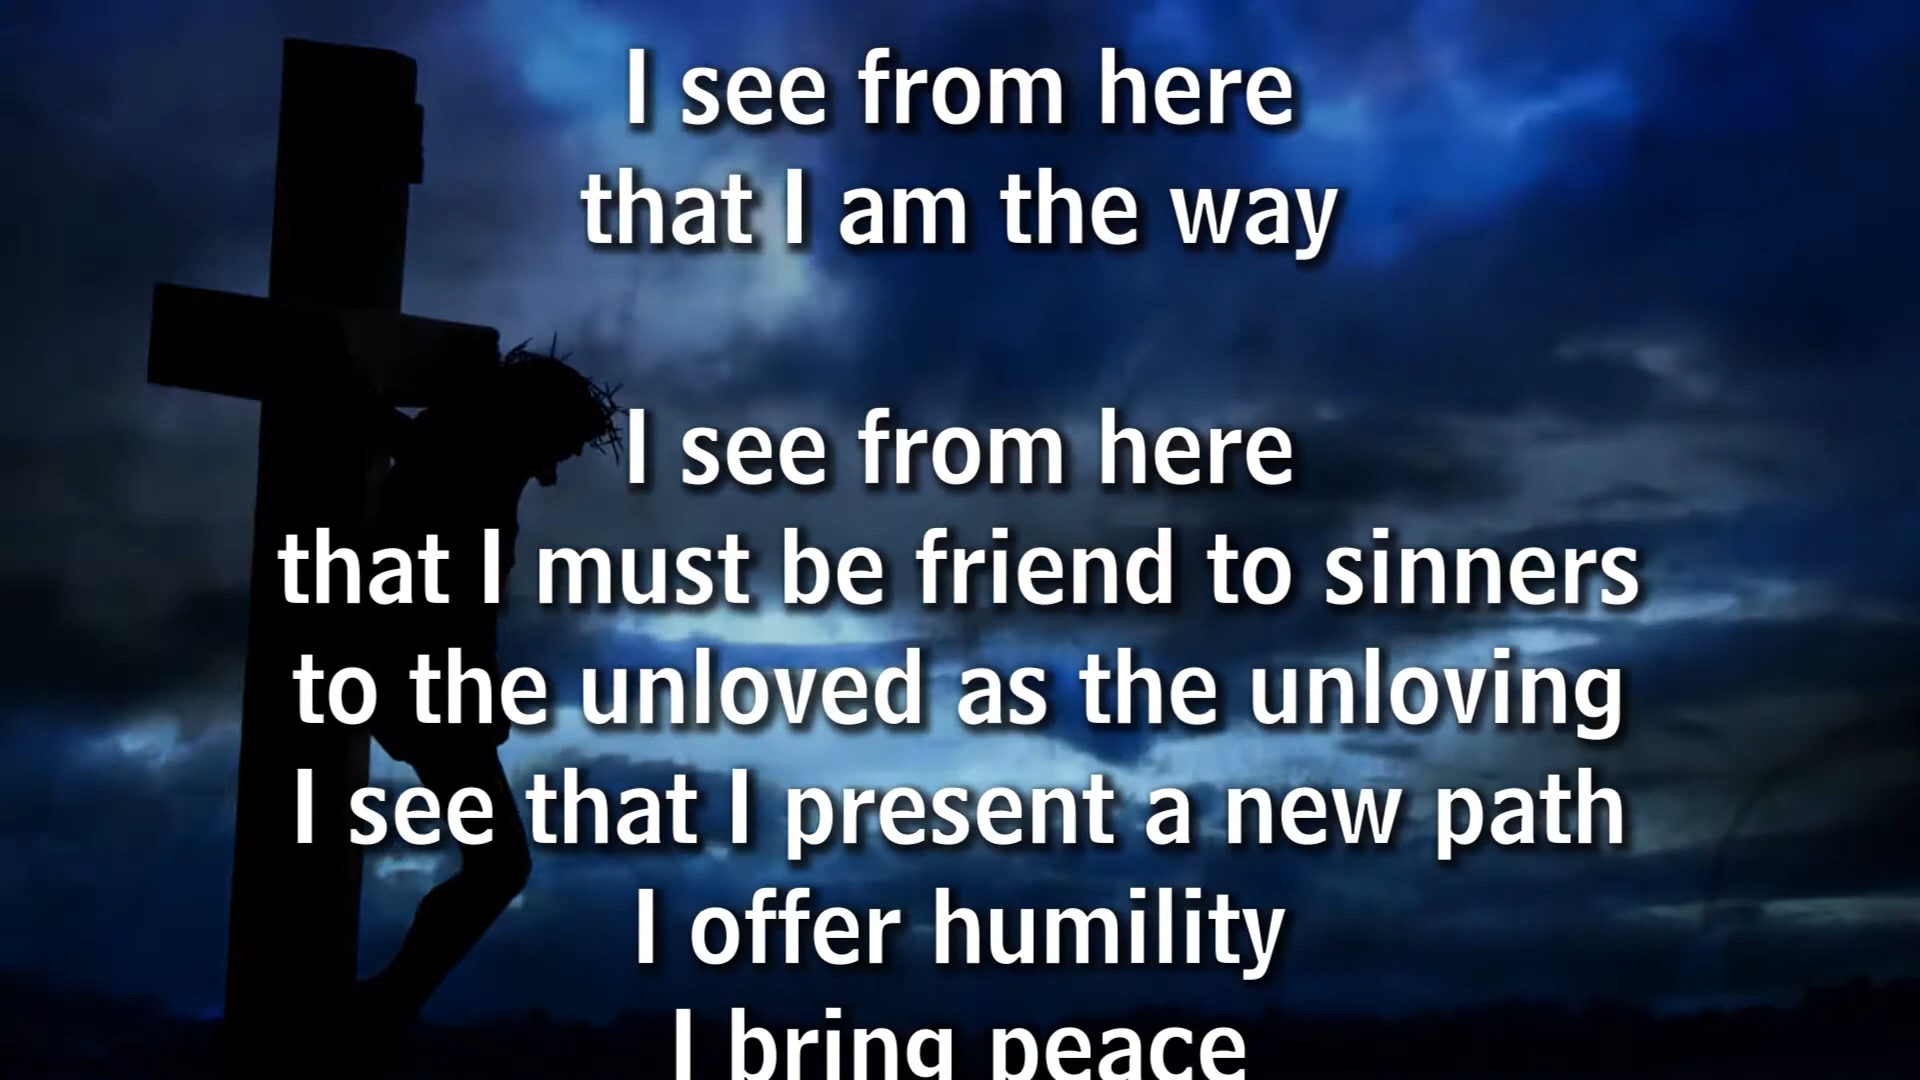 I see from here
that I am the way
I see from here
that I must be friend to sinners
to the unloved as the unloving
I see that I present a new path
I offer humility
I bring peace